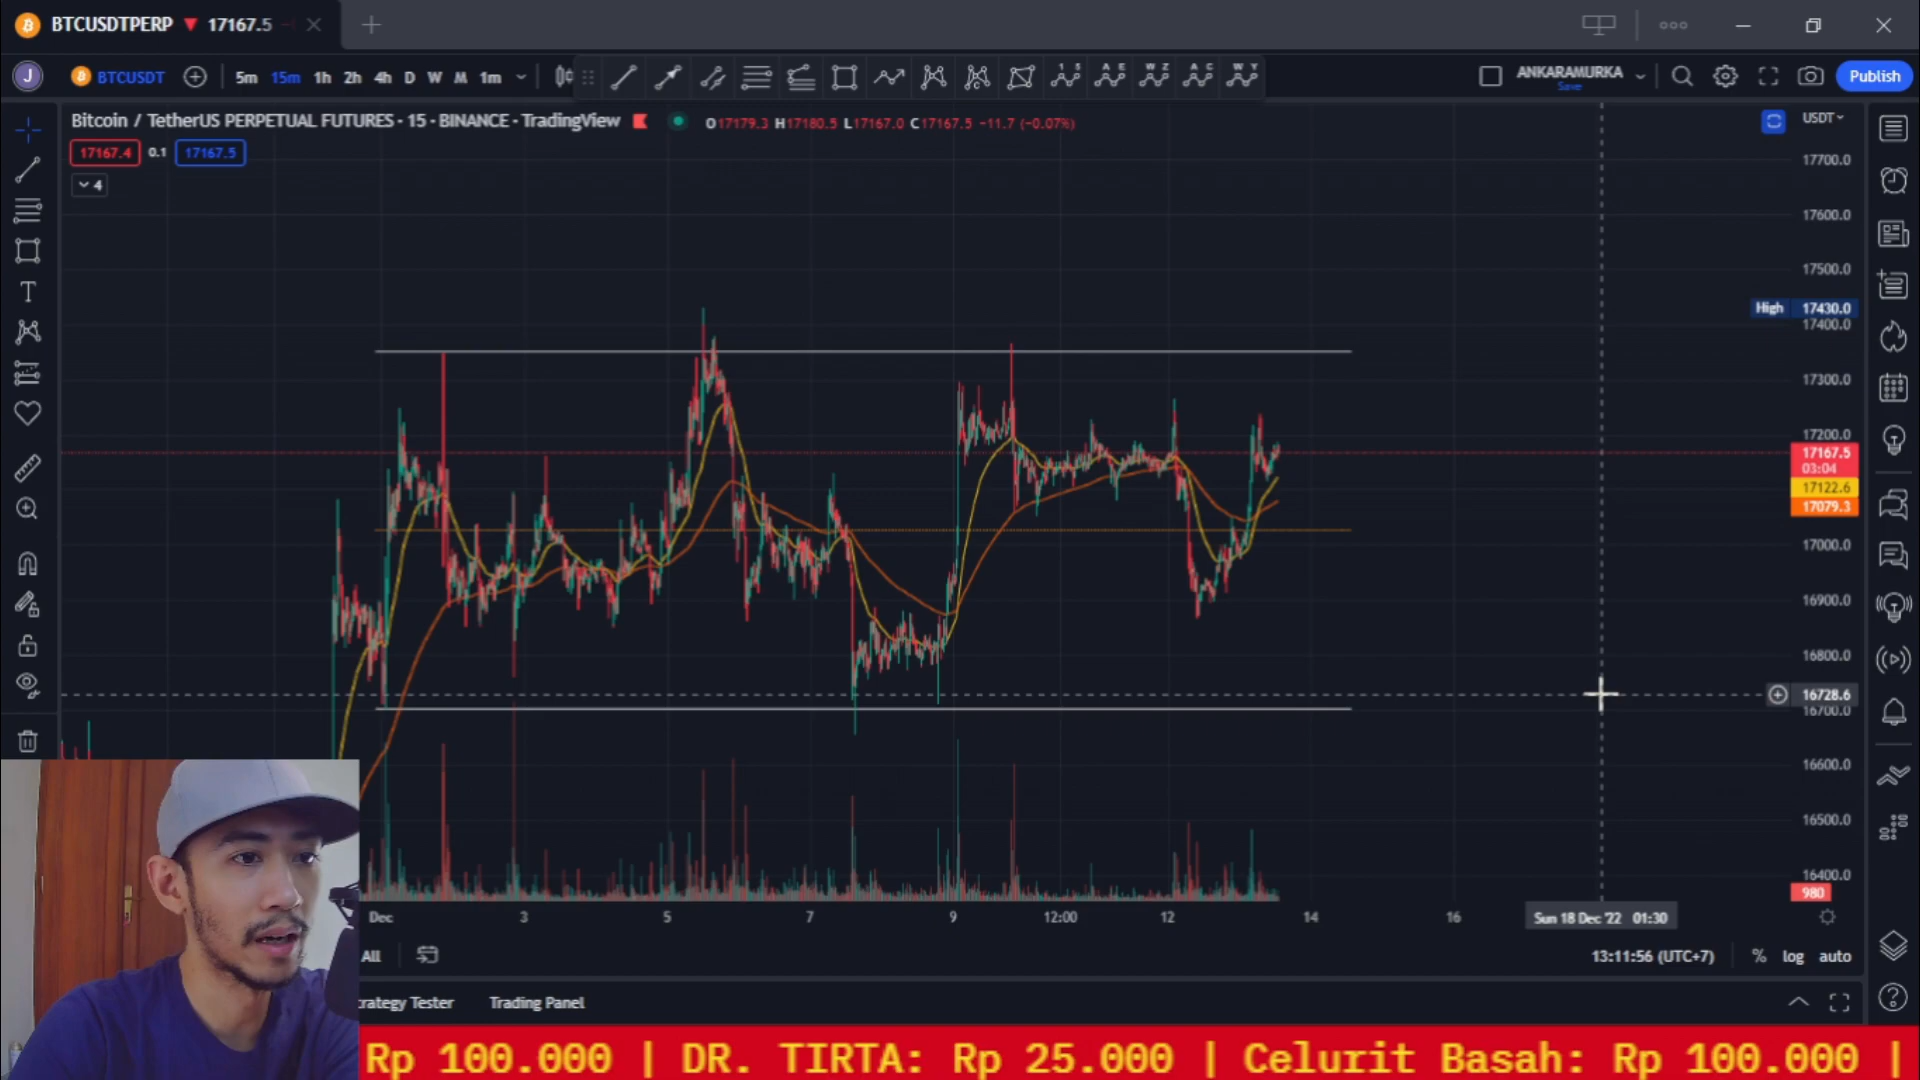 BTCUSDTPERP ▼ 17167.5
J BTCUSDT 5m 15m 1h 2h 4h D W M 1m ANKARAMURKA Save Publish
Bitcoin / TetherUS PERPETUAL FUTURES · 15 · BINANCE · TradingView O17179.3 H17180.5 L17167.0 C17167.5 −11.7 (−0.07%) USDT
17167.4 0.1 17167.5
4
17700.0
17600.0
17500.0
High 17430.0
17400.0
17300.0
17200.0
17167.5
03:04
17122.6
17079.3
17000.0
16900.0
16800.0
16728.6
16700.0
16600.0
16500.0
16400.0
980
Dec 3 5 7 9 12:00 12 14 16 Sun 18 Dec '22 01:30
All 13:11:56 (UTC+7) % log auto
trategy Tester Trading Panel
Rp 100.000 | DR. TIRTA: Rp 25.000 | Celurit Basah: Rp 100.000 |